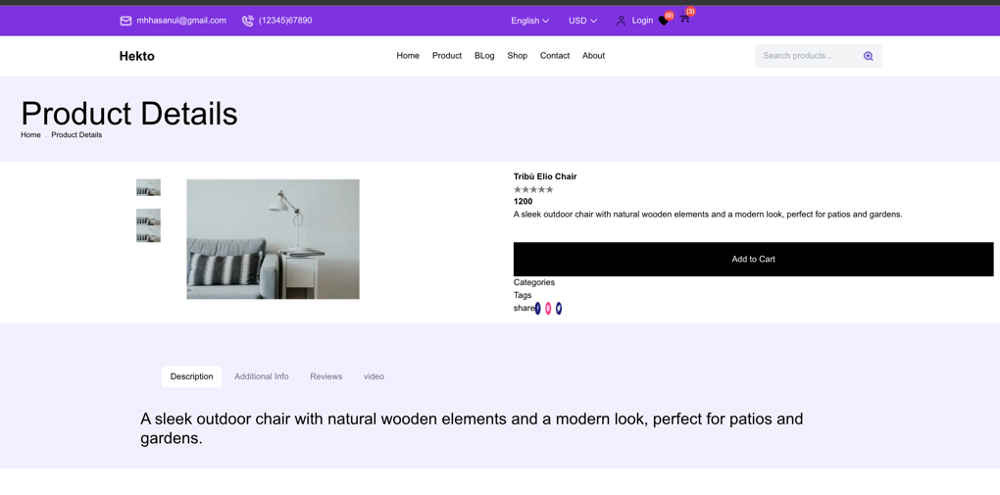 mhhasanul@gmail.com (12345)67890 English USD Login (0) (3)
Hekto Home Product BLog Shop Contact About Search products...
Product Details
Home . Product Details
Tribù Elio Chair
1200
A sleek outdoor chair with natural wooden elements and a modern look, perfect for patios and gardens.
Add to Cart
Categories
Tags
share
Description Additional Info Reviews video
A sleek outdoor chair with natural wooden elements and a modern look, perfect for patios and
gardens.